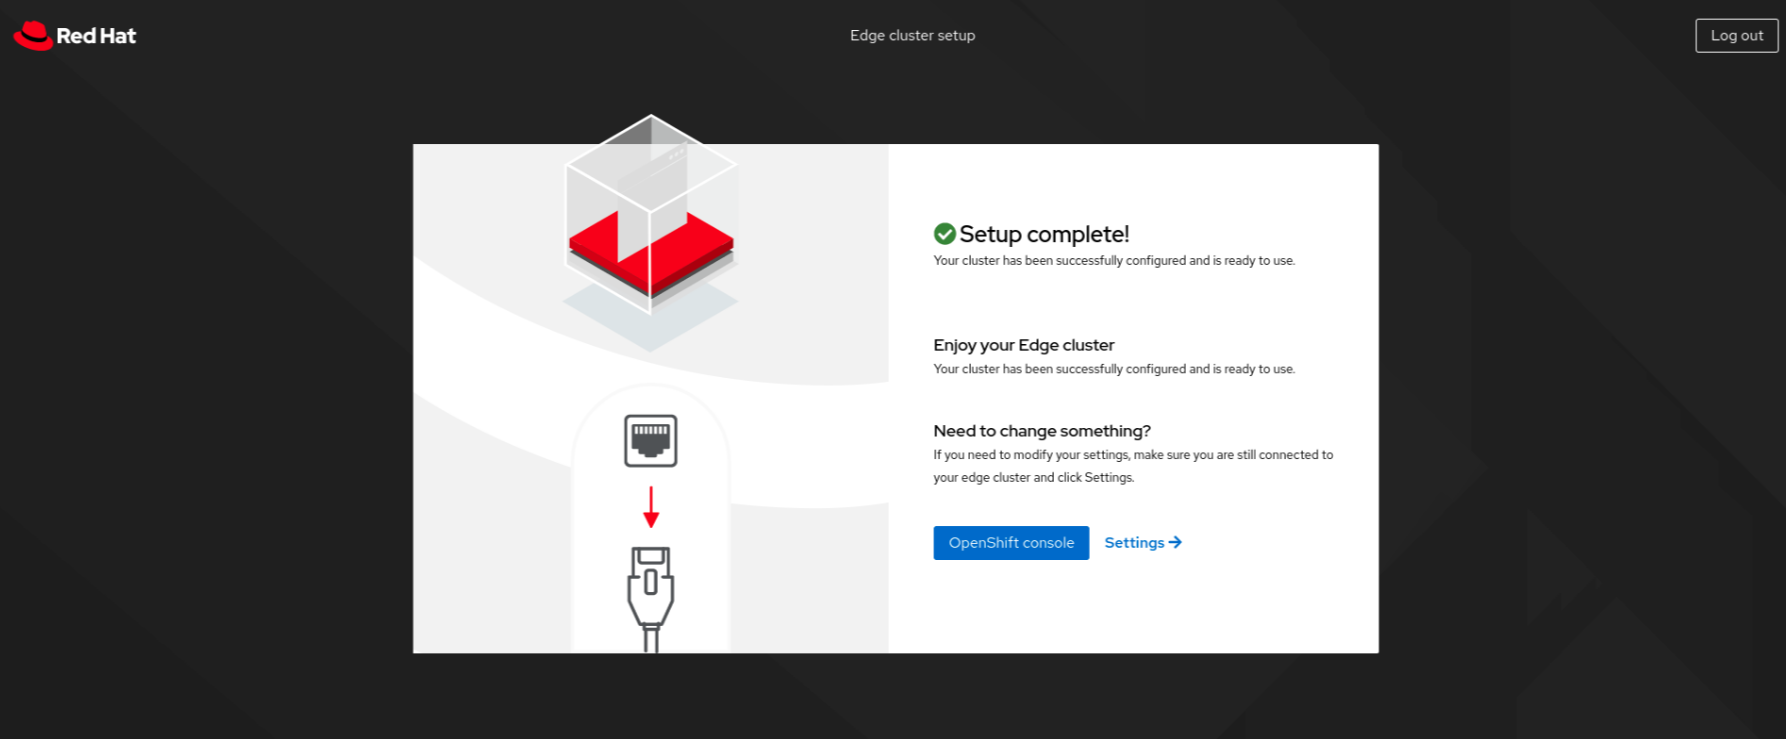 Red Hat
Edge cluster setup
Log out
Setup complete!
Your cluster has been successfully configured and is ready to use.
Enjoy your Edge cluster
Your cluster has been successfully configured and is ready to use.
Need to change something?
If you need to modify your settings, make sure you are still connected to
your edge cluster and click Settings.
OpenShift console
Settings